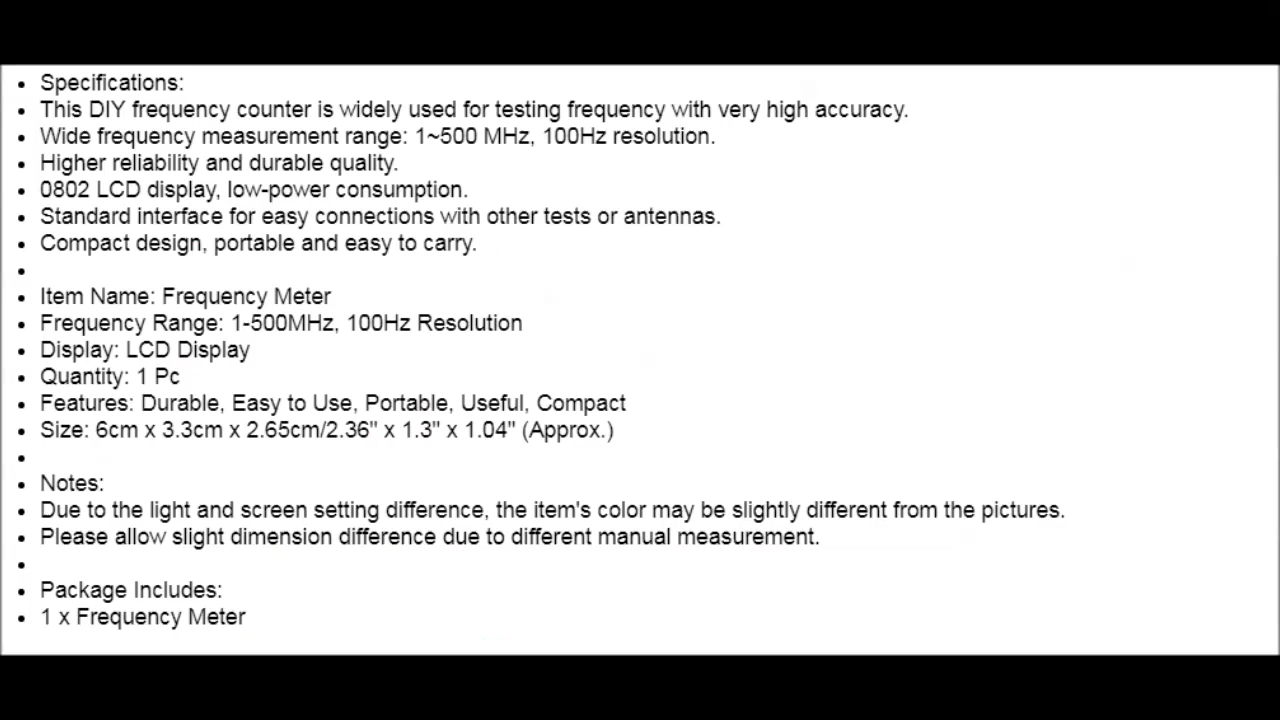 Specifications:
This DIY frequency counter is widely used for testing frequency with very high accuracy.
Wide frequency measurement range: 1~500 MHz, 100Hz resolution.
Higher reliability and durable quality.
0802 LCD display, low-power consumption.
Standard interface for easy connections with other tests or antennas.
Compact design, portable and easy to carry.
Item Name: Frequency Meter
Frequency Range: 1-500MHz, 100Hz Resolution
Display: LCD Display
Quantity: 1 Pc
Features: Durable, Easy to Use, Portable, Useful, Compact
Size: 6cm x 3.3cm x 2.65cm/2.36" x 1.3" x 1.04" (Approx.)
Notes:
Due to the light and screen setting difference, the item's color may be slightly different from the pictures.
Please allow slight dimension difference due to different manual measurement.
Package Includes:
1 x Frequency Meter